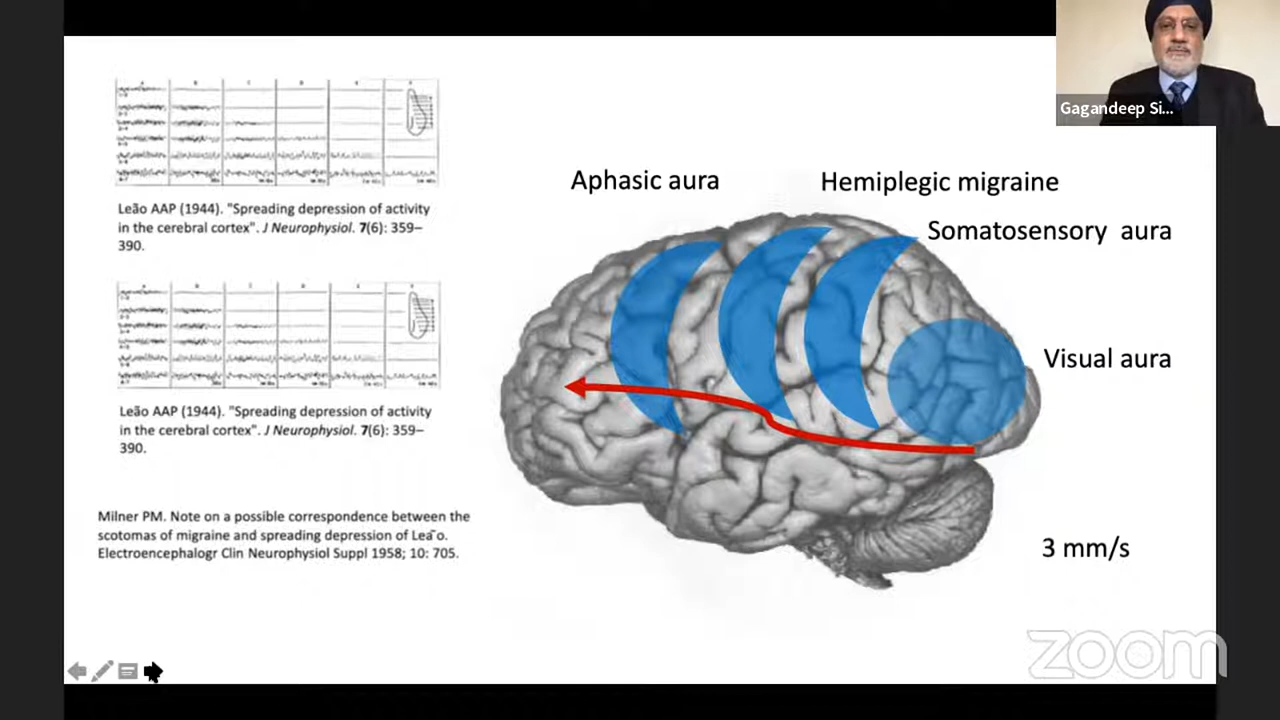 Gagandeep Si...
Leão AAP (1944). "Spreading depression of activity
in the cerebral cortex". J Neurophysiol. 7(6): 359–
390.
Leão AAP (1944). "Spreading depression of activity
in the cerebral cortex". J Neurophysiol. 7(6): 359–
390.
Milner PM. Note on a possible correspondence between the
scotomas of migraine and spreading depression of Lea˜o.
Electroencephalogr Clin Neurophysiol Suppl 1958; 10: 705.
Aphasic aura
Hemiplegic migraine
Somatosensory aura
Visual aura
3 mm/s
zoom